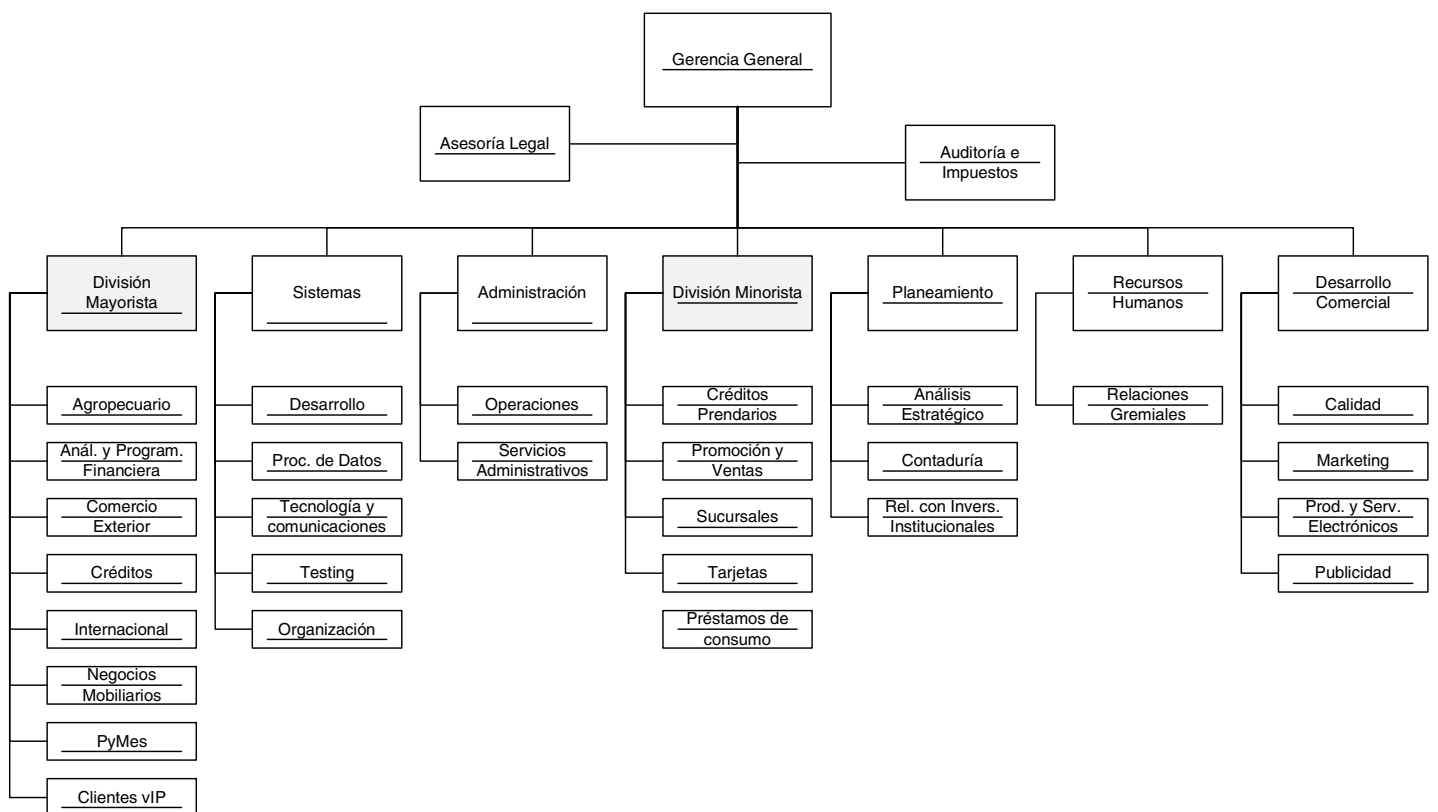 Gerencia General
Asesoría Legal
Auditoría e
Impuestos
División
Mayorista
Sistemas
Administración
División Minorista
Planeamiento
Recursos
Humanos
Desarrollo
Comercial
Agropecuario
Anál. y Program.
Financiera
Comercio
Exterior
Créditos
Internacional
Negocios
Mobiliarios
PyMes
Clientes vIP
Desarrollo
Proc. de Datos
Tecnología y
comunicaciones
Testing
Organización
Operaciones
Servicios
Administrativos
Créditos
Prendarios
Promoción y
Ventas
Sucursales
Tarjetas
Préstamos de
consumo
Análisis
Estratégico
Contaduría
Rel. con Invers.
Institucionales
Relaciones
Gremiales
Calidad
Marketing
Prod. y Serv.
Electrónicos
Publicidad